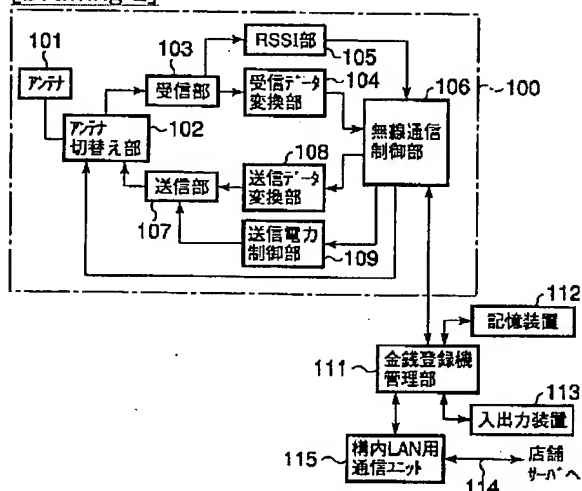 101
アンテナ
103
受信部
RSSI部
105
104
受信データ
変換部
106
無線通信
制御部
100
アンテナ
切替え部
102
108
送信データ
変換部
送信部
107
送信電力
制御部
109
112
記憶装置
111
金銭登録機
管理部
113
入出力装置
115
構内LAN用
通信ユニット
114
店舗
サーバへ